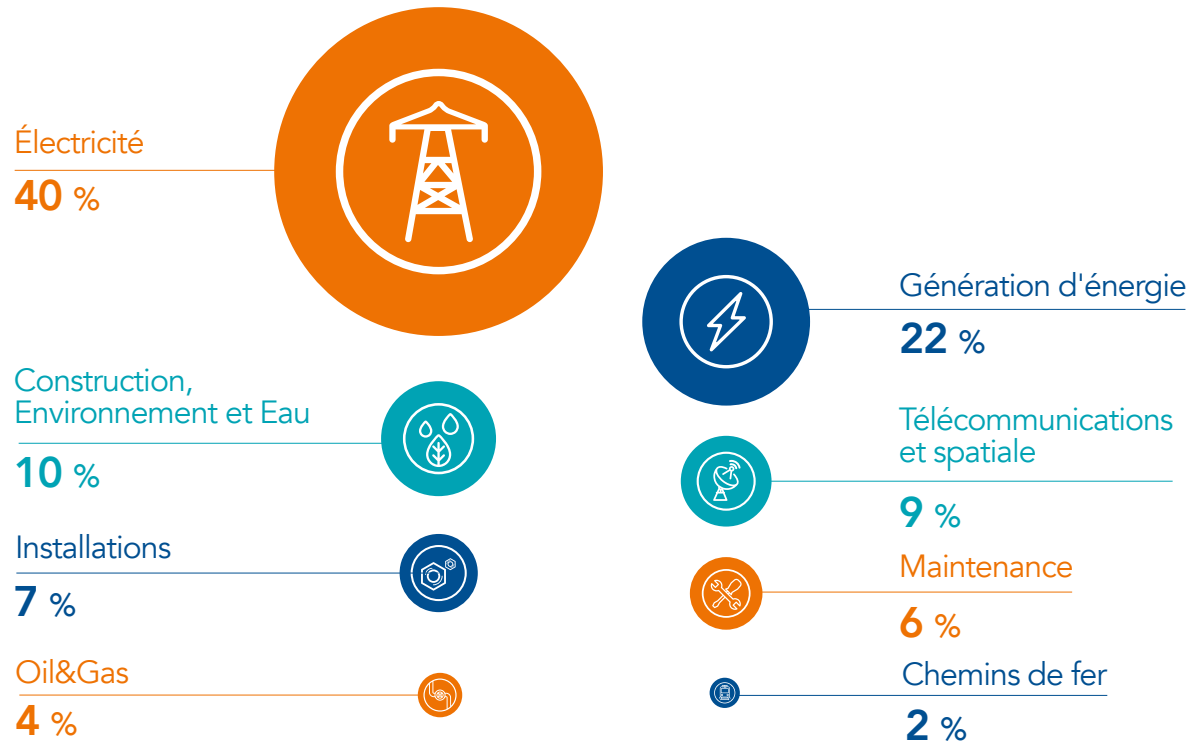 Électricité
40 %
Génération d'énergie
22 %
Construction,
Environnement et Eau
10 %
Télécommunications
et spatiale
9 %
Installations
7 %
Maintenance
6 %
Oil&Gas
4 %
Chemins de fer
2 %